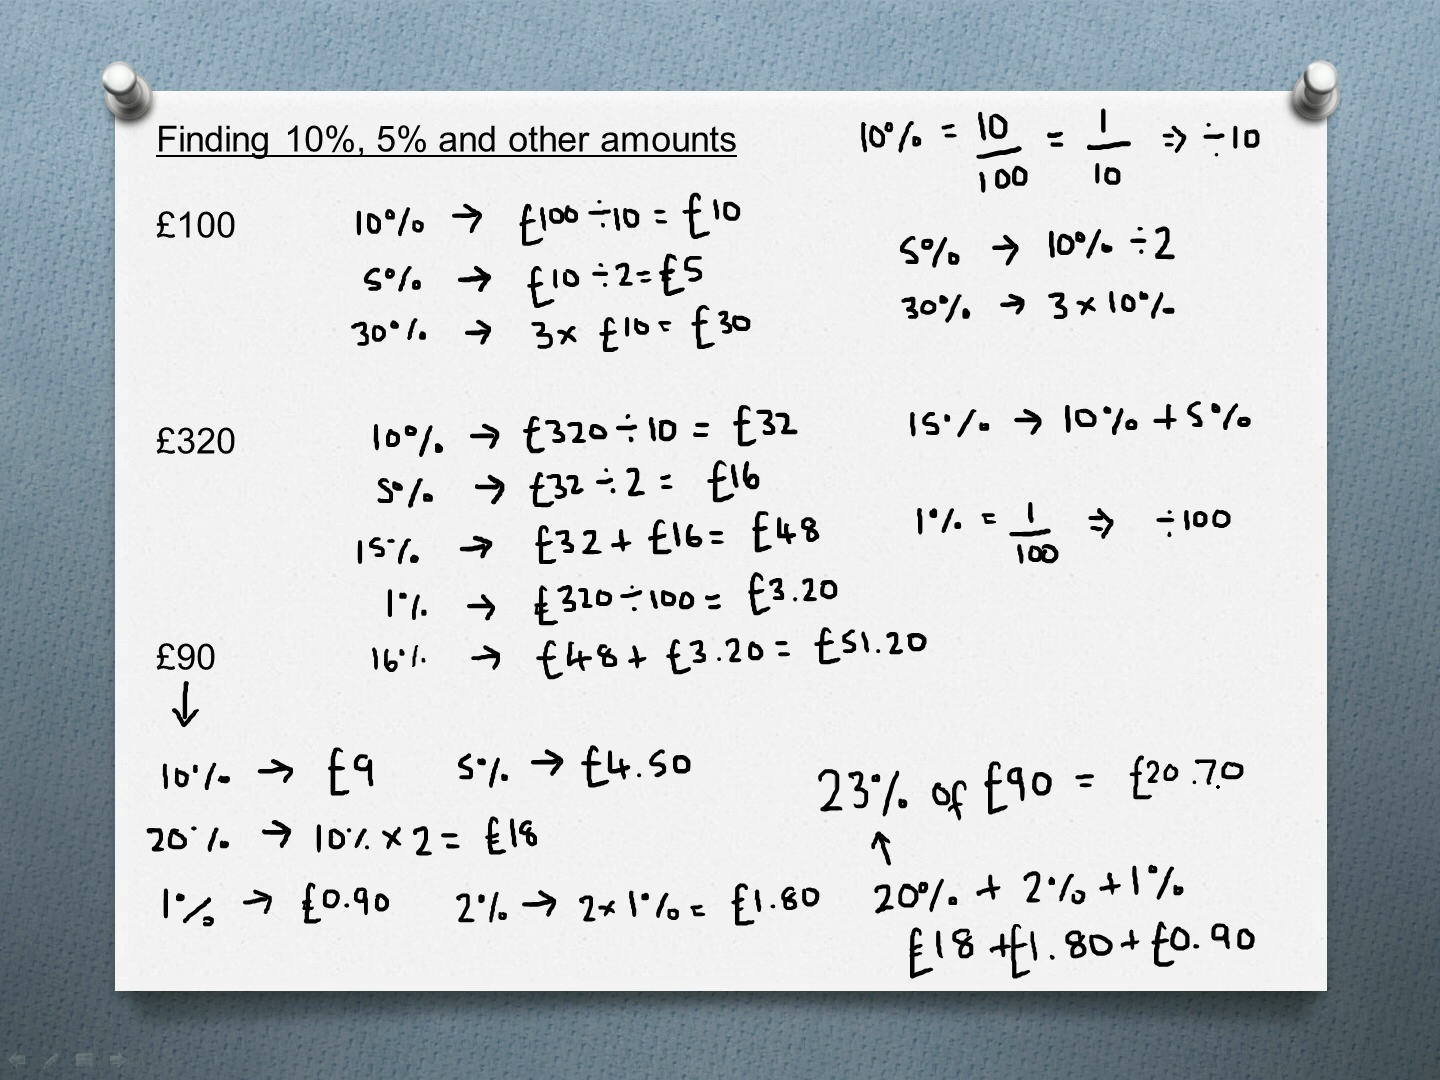 Finding 10%, 5% and other amounts
10% = 10/100 = 1/10 ⇒ ÷10
£100
10% → £100 ÷ 10 = £10
5% → £10 ÷ 2 = £5
30% → 3 × £10 = £30
5% → 10% ÷ 2
30% → 3 × 10%
£320
10% → £320 ÷ 10 = £32
5% → £32 ÷ 2 = £16
15% → £32 + £16 = £48
1% → £320 ÷ 100 = £3.20
16% → £48 + £3.20 = £51.20
15% → 10% + 5%
1% = 1/100 ⇒ ÷100
£90
↓
10% → £9
5% → £4.50
20% → 10% × 2 = £18
1% → £0.90
2% → 2 × 1% = £1.80
23% of £90 = £20.70
↑
20% + 2% + 1%
£18 + £1.80 + £0.90